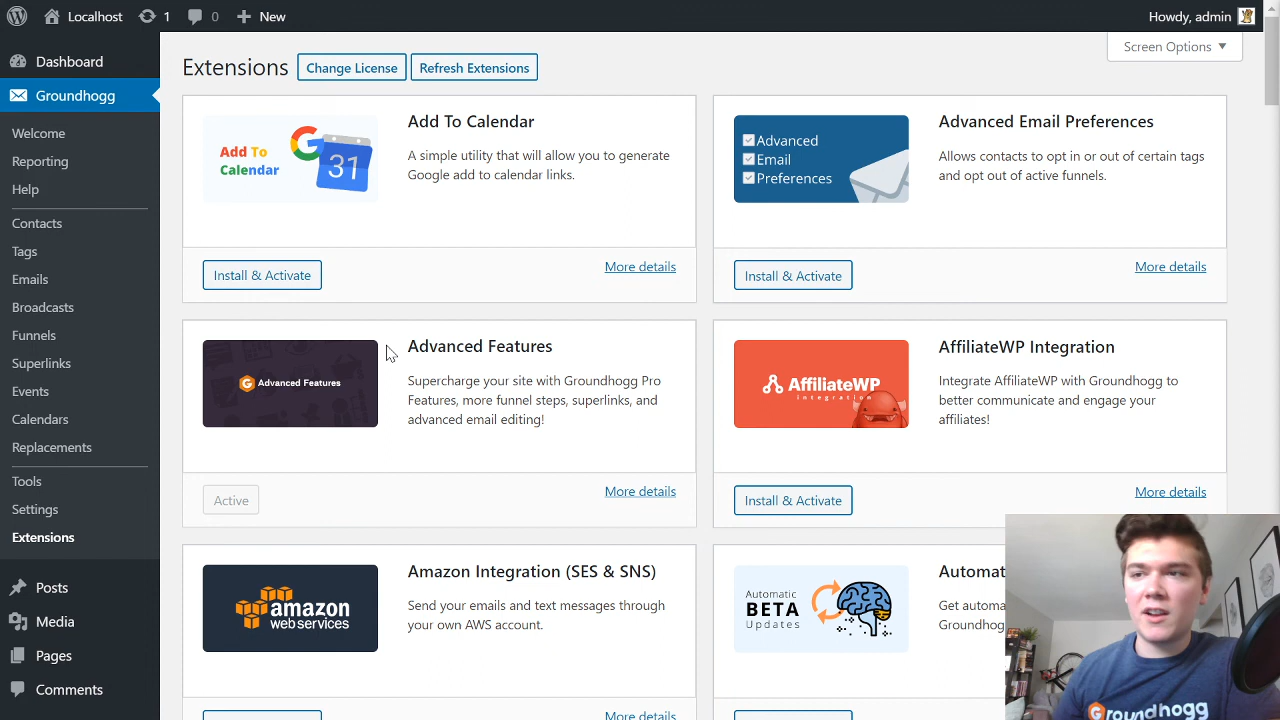 Localhost
1
0
New
Howdy, admin
Screen Options
Dashboard
Groundhogg
Welcome
Reporting
Help
Contacts
Tags
Emails
Broadcasts
Funnels
Superlinks
Events
Calendars
Replacements
Tools
Settings
Extensions
Posts
Media
Pages
Comments
Extensions
Change License
Refresh Extensions
Add To
Calendar
31
Add To Calendar
A simple utility that will allow you to generate
Google add to calendar links.
Install & Activate
More details
Advanced
Email
Preferences
Advanced Email Preferences
Allows contacts to opt in or out of certain tags
and opt out of active funnels.
Install & Activate
More details
Advanced Features
Advanced Features
Supercharge your site with Groundhogg Pro
Features, more funnel steps, superlinks, and
advanced email editing!
Active
More details
AffiliateWP
Integration
AffiliateWP Integration
Integrate AffiliateWP with Groundhogg to
better communicate and engage your
affiliates!
Install & Activate
More details
amazon
web services
Amazon Integration (SES & SNS)
Send your emails and text messages through
your own AWS account.
More details
Automatic
BETA
Updates
Automat
Get automa
Groundhog
Groundhogg